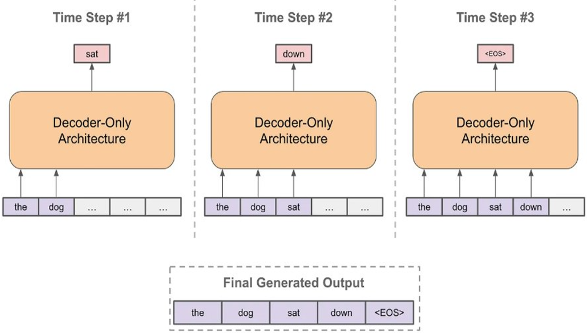 Time Step #1
Time Step #2
Time Step #3
sat
down
<EOS>
Decoder-Only
Architecture
Decoder-Only
Architecture
Decoder-Only
Architecture
the dog ... ... ...
the dog sat ... ...
the dog sat down ...
Final Generated Output
the dog sat down <EOS>